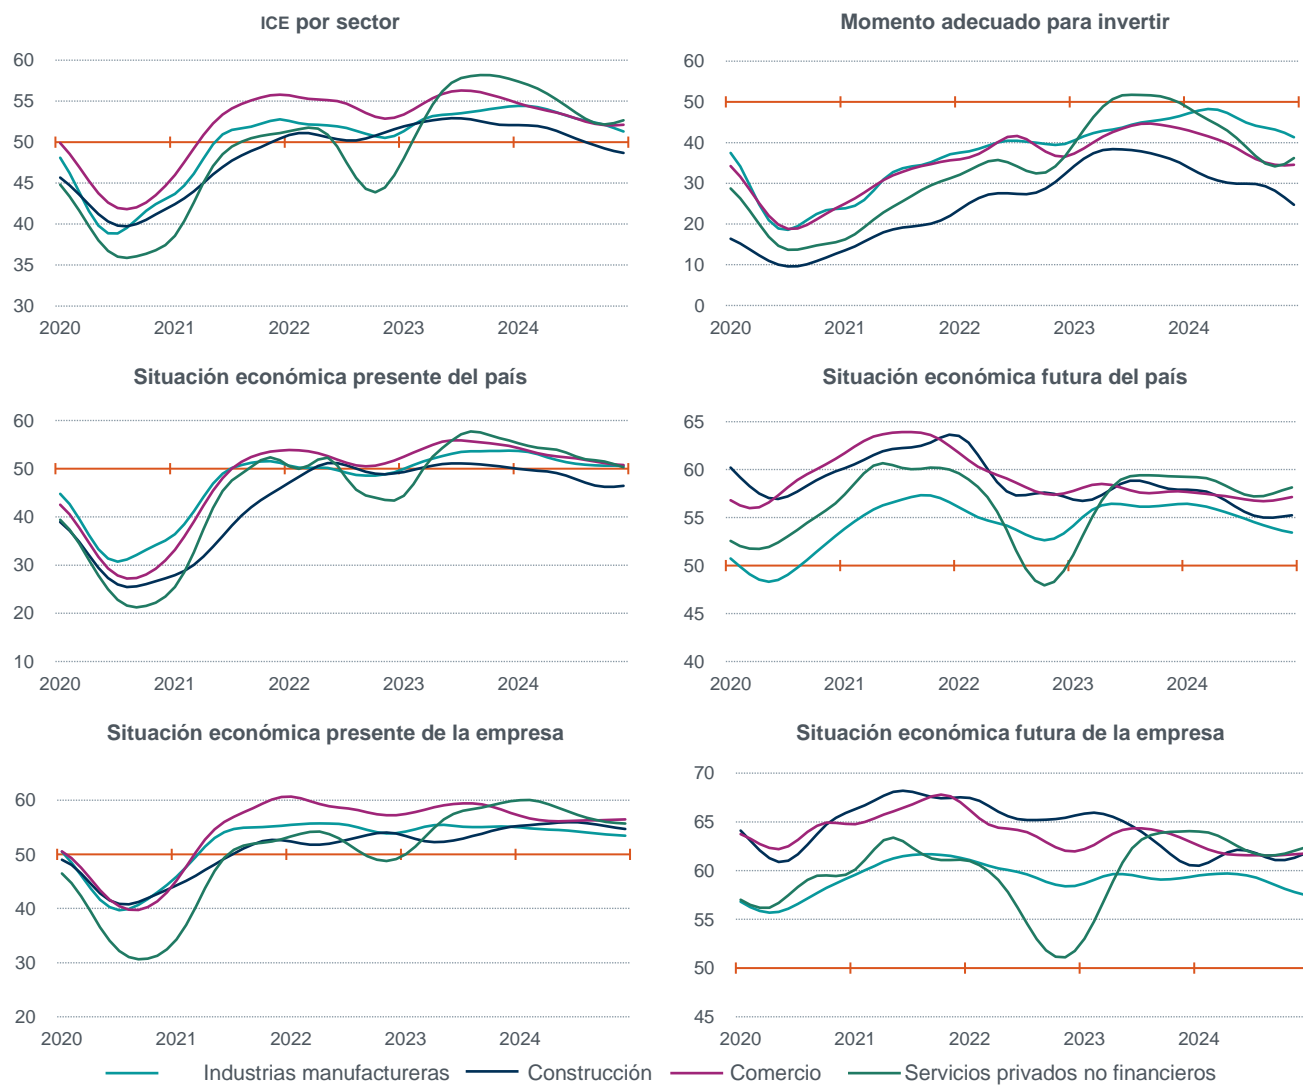 ICE por sector
60
55
50
45
40
35
30
2020 2021 2022 2023 2024
Momento adecuado para invertir
60
50
40
30
20
10
0
2020 2021 2022 2023 2024
Situación económica presente del país
60
50
40
30
20
10
2020 2021 2022 2023 2024
Situación económica futura del país
65
60
55
50
45
40
2020 2021 2022 2023 2024
Situación económica presente de la empresa
60
50
40
30
20
2020 2021 2022 2023 2024
Situación económica futura de la empresa
70
65
60
55
50
45
2020 2021 2022 2023 2024
Industrias manufactureras Construcción Comercio Servicios privados no financieros